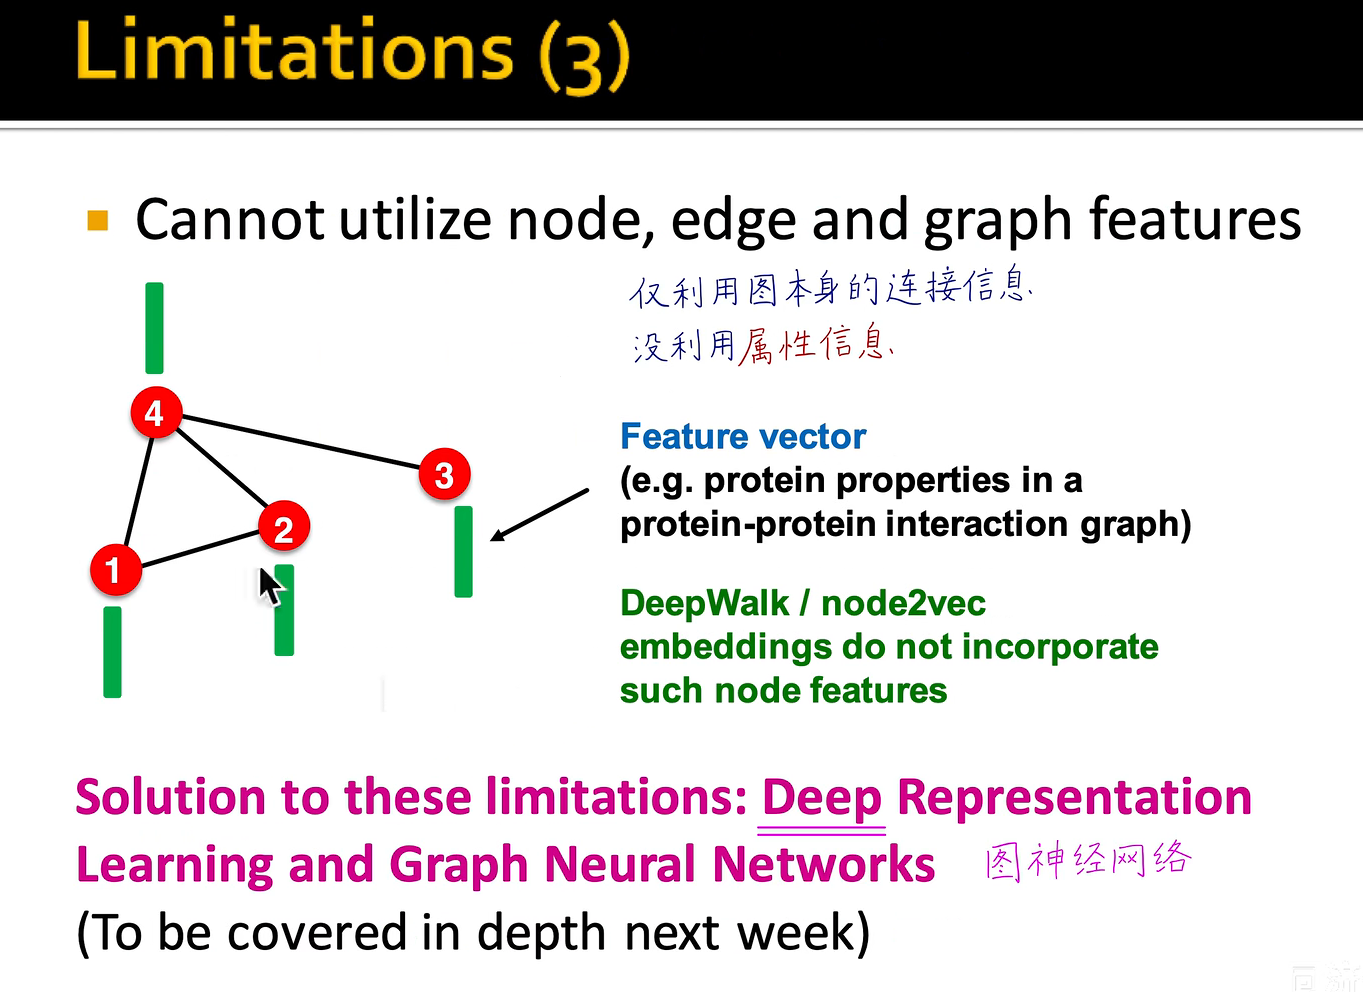 Limitations (3)
Cannot utilize node, edge and graph features
仅利用图本身的连接信息.
没利用属性信息.
4
3
2
1
Feature vector
(e.g. protein properties in a
protein-protein interaction graph)
DeepWalk / node2vec
embeddings do not incorporate
such node features
Solution to these limitations: Deep Representation
Learning and Graph Neural Networks 图神经网络
(To be covered in depth next week)